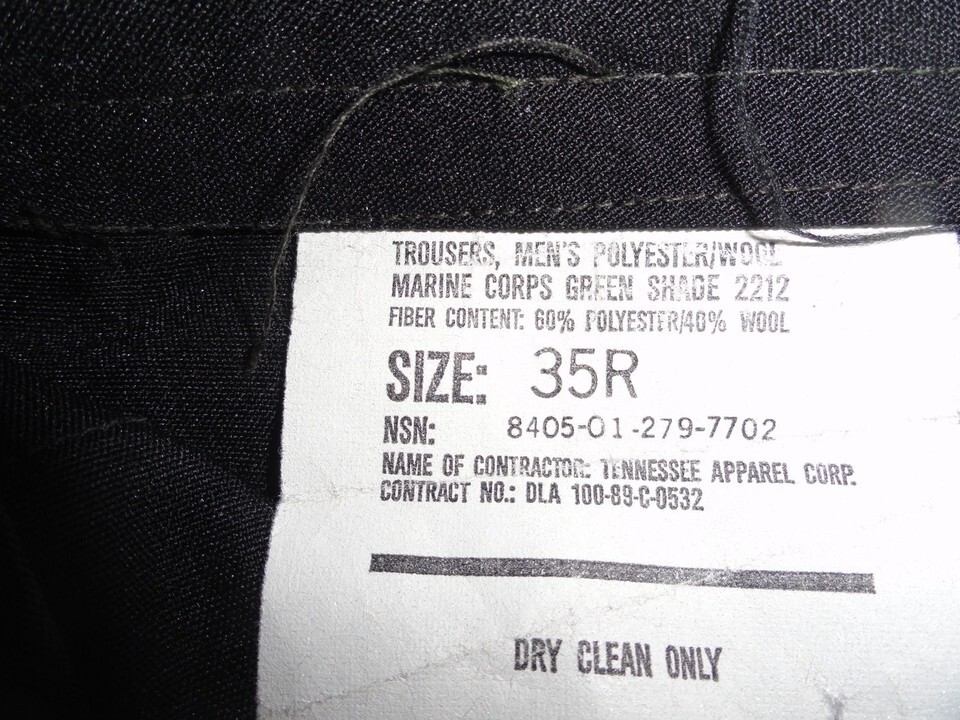 TROUSERS, MEN'S POLYESTER/WOOL
MARINE CORPS GREEN SHADE 2212
FIBER CONTENT: 60% POLYESTER/40% WOOL
SIZE: 35R
NSN: 8405-01-279-7702
NAME OF CONTRACTOR: TENNESSEE APPAREL CORP.
CONTRACT NO.: DLA 100-89-C-0532
DRY CLEAN ONLY